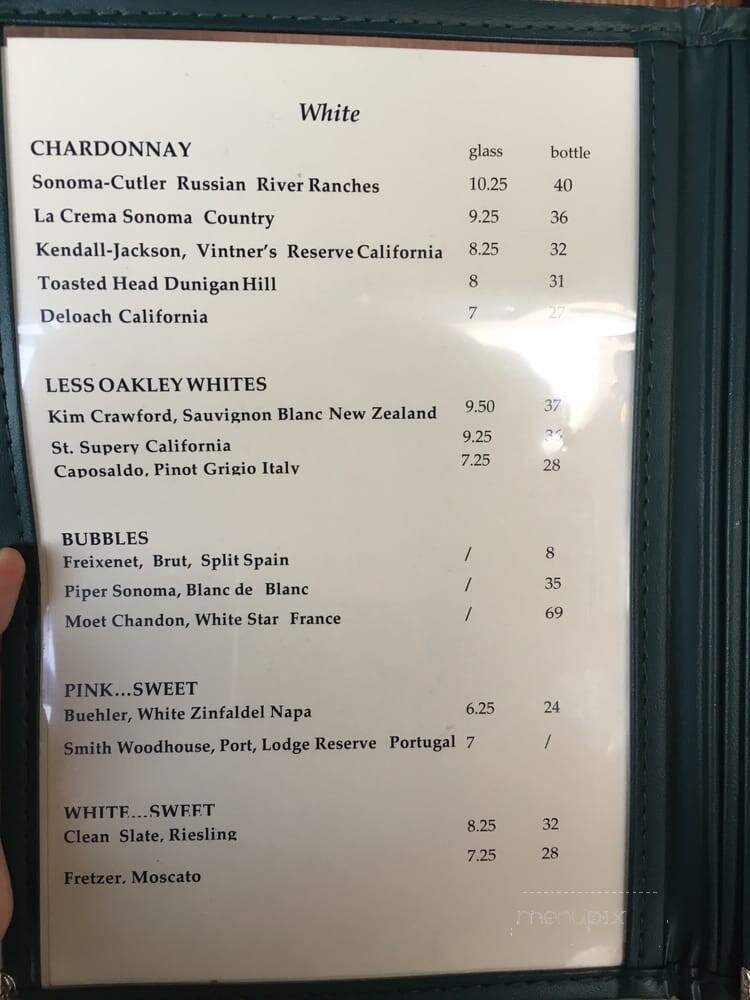 White
CHARDONNAY glass bottle
Sonoma-Cutler Russian River Ranches 10.25 40
La Crema Sonoma Country 9.25 36
Kendall-Jackson, Vintner's Reserve California 8.25 32
Toasted Head Dunigan Hill 8 31
Deloach California 7 27
LESS OAKLEY WHITES
Kim Crawford, Sauvignon Blanc New Zealand 9.50 37
St. Supery California 9.25
Caposaldo, Pinot Grigio Italy 7.25 28
BUBBLES
Freixenet, Brut, Split Spain / 8
Piper Sonoma, Blanc de Blanc / 35
Moet Chandon, White Star France / 69
PINK...SWEET
Buehler, White Zinfaldel Napa 6.25 24
Smith Woodhouse, Port, Lodge Reserve Portugal 7 /
WHITE...SWEET
Clean Slate, Riesling 8.25 32
7.25 28
Fretzer, Moscato
menupix